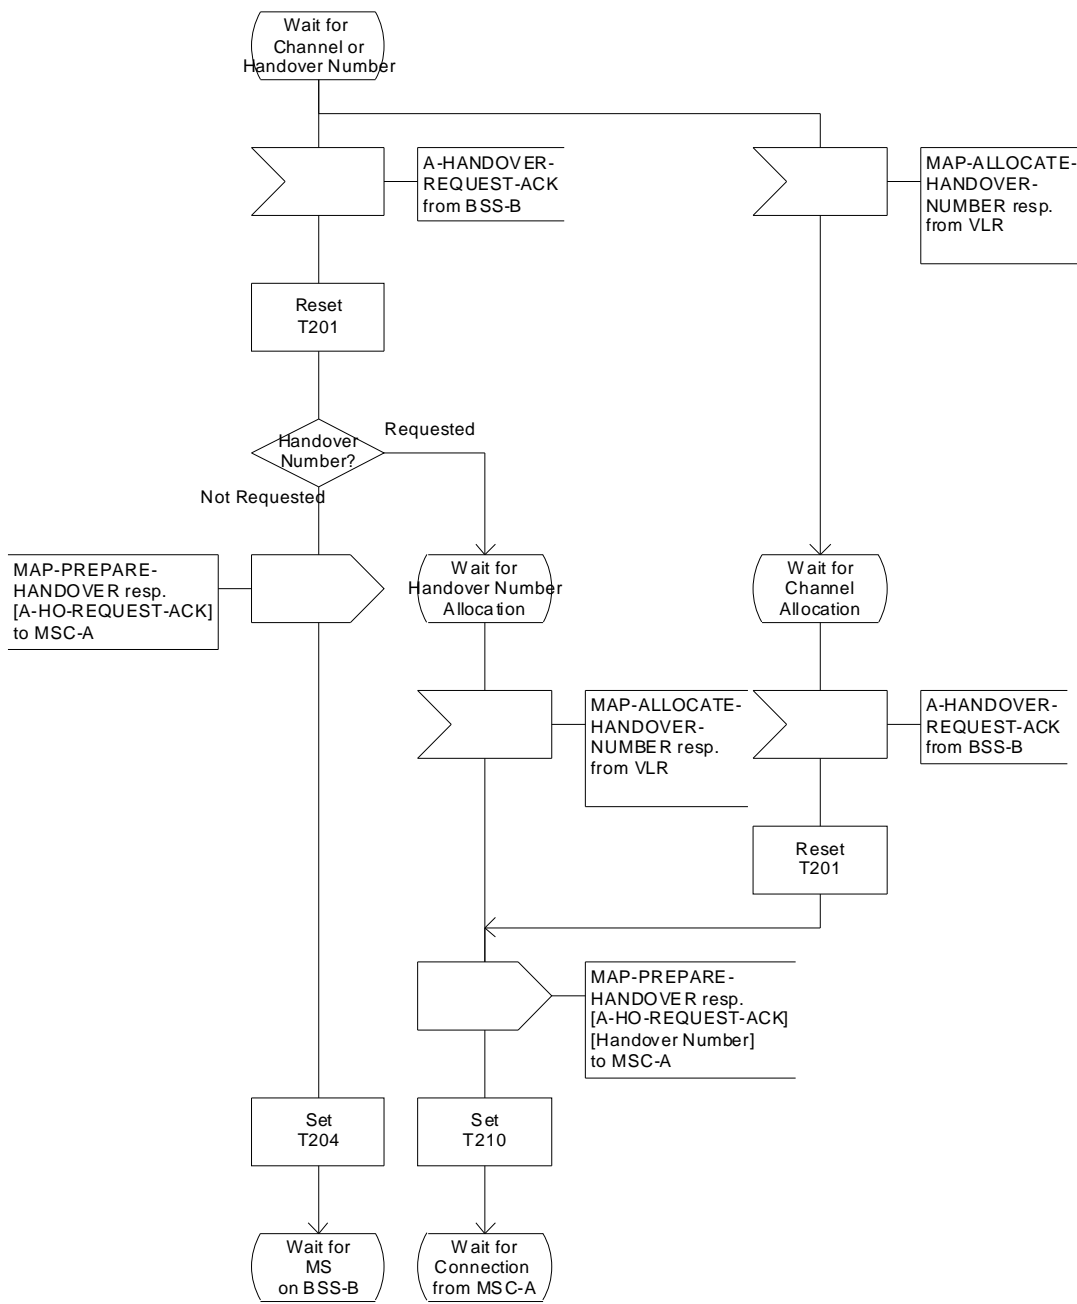 Wait for
Channel or
Handover Number
A-HANDOVER-
REQUEST-ACK
from BSS-B
MAP-ALLOCATE-
HANDOVER-
NUMBER resp.
from VLR
Reset
T201
Handover
Number?
Requested
Not Requested
MAP-PREPARE-
HANDOVER resp.
[A-HO-REQUEST-ACK]
to MSC-A
Wait for
Handover Number
Allocation
Wait for
Channel
Allocation
MAP-ALLOCATE-
HANDOVER-
NUMBER resp.
from VLR
A-HANDOVER-
REQUEST-ACK
from BSS-B
Reset
T201
MAP-PREPARE-
HANDOVER resp.
[A-HO-REQUEST-ACK]
[Handover Number]
to MSC-A
Set
T204
Set
T210
Wait for
MS
on BSS-B
Wait for
Connection
from MSC-A